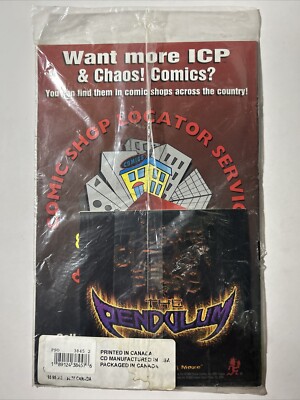 Want more ICP
& Chaos! Comics?
You can find them in comic shops across the country!
COMIC SHOP LOCATOR SERVICE
THE
PENDULUM
PRINTED IN CANADA
CD MANUFACTURED IN USA
PACKAGED IN CANADA